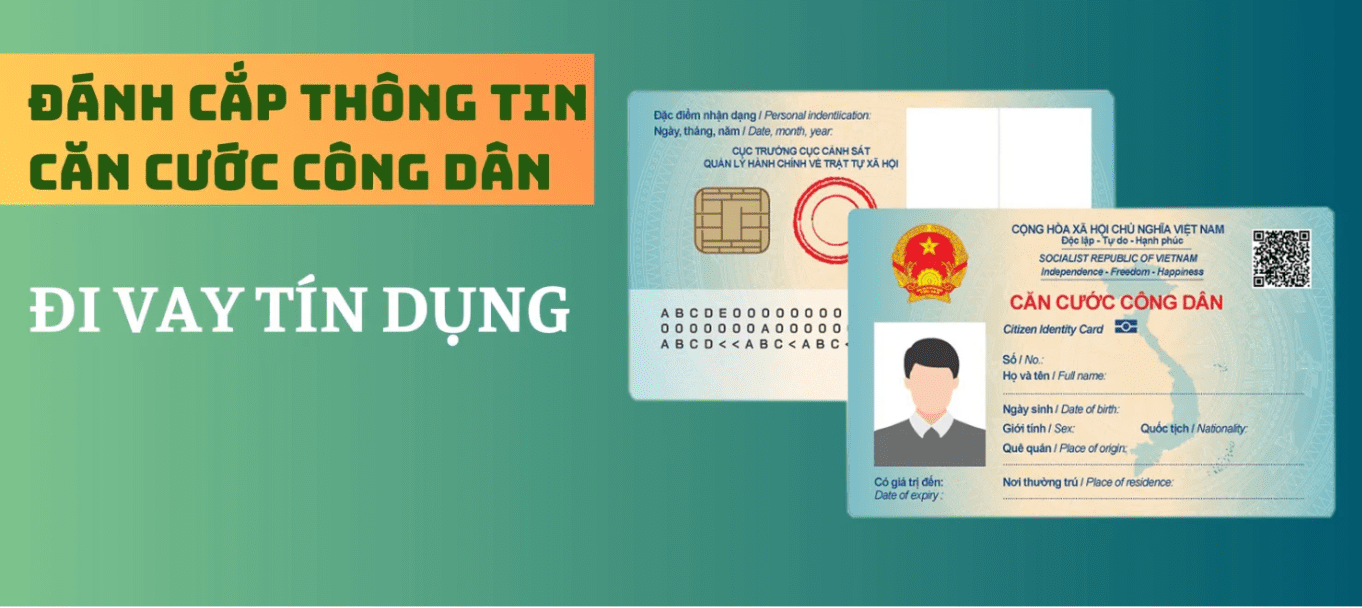 ĐÁNH CẮP THÔNG TIN
CĂN CƯỚC CÔNG DÂN
ĐI VAY TÍN DỤNG
Đặc điểm nhận dạng / Personal indentiication:
Ngày, tháng, năm / Date, month, year:
CỤC TRƯỞNG CỤC CẢNH SÁT
QUẢN LÝ HÀNH CHÍNH VỀ TRẬT TỰ XÃ HỘI
ABCDE00000000
0000000A00000
ABCD<<ABC<ABC<
CỘNG HÒA XÃ HỘI CHỦ NGHĨA VIỆT NAM
Độc lập - Tự do - Hạnh phúc
SOCIALIST REPUBLIC OF VIETNAM
Independence - Freedom - Happiness
CĂN CƯỚC CÔNG DÂN
Citizen Identity Card
Số / No.:
Họ và tên / Full name:
Ngày sinh / Date of birth:
Giới tính / Sex: Quốc tịch / Nationality:
Quê quán / Place of origin:
Có giá trị đến: Nơi thường trú / Place of residence:
Date of expiry :